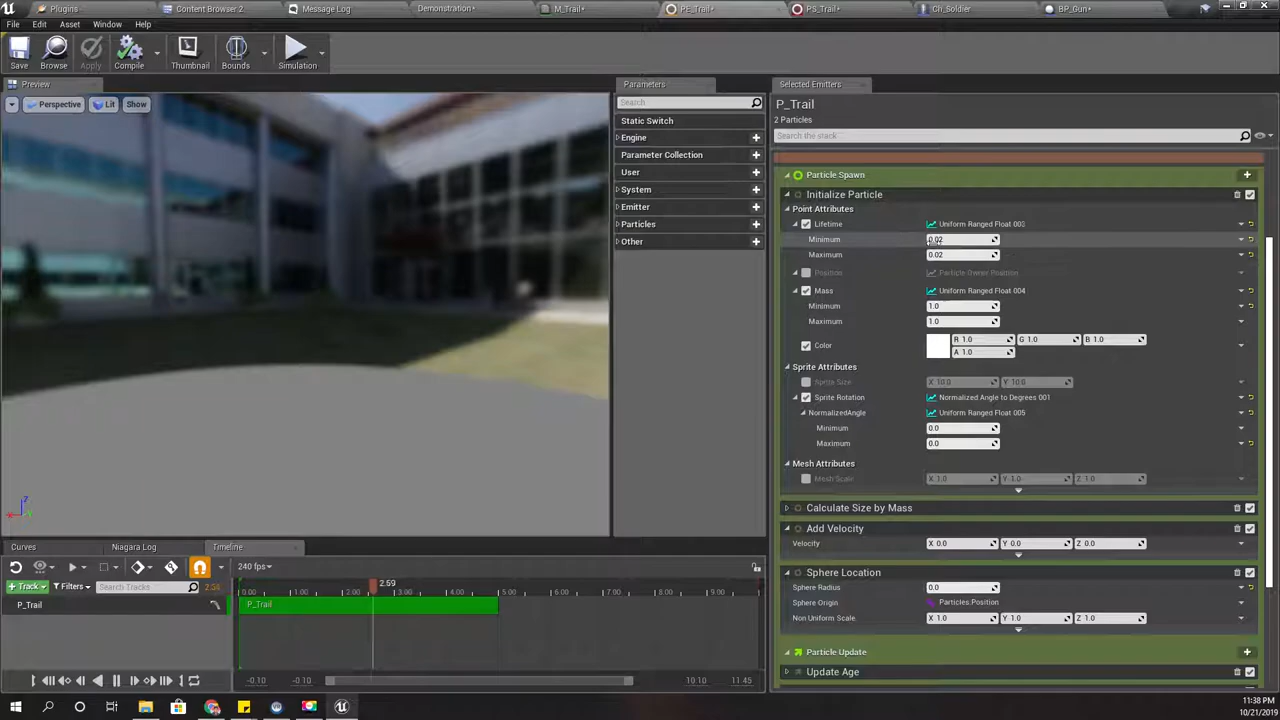 Plugins
Content Browser 2
Message Log
Demonstration*
M_Trail*
PE_Trail*
PS_Trail*
Ch_Soldier
BP_Gun*
File
Edit
Asset
Window
Help
Save
Browse
Apply
Compile
Thumbnail
Bounds
Simulation
Preview
Perspective
Lit
Show
Parameters
Search
Static Switch
Engine
Parameter Collection
User
System
Emitter
Particles
Other
Selected Emitters
P_Trail
2 Particles
Search the stack
Particle Spawn
Initialize Particle
Point Attributes
Lifetime
Uniform Ranged Float 003
Minimum
0.02
Maximum
0.02
Position
Particle Owner Position
Mass
Uniform Ranged Float 004
Minimum
1.0
Maximum
1.0
Color
R 1.0
G 1.0
B 1.0
A 1.0
Sprite Attributes
Sprite Size
X 10.0
Y 10.0
Sprite Rotation
Normalized Angle to Degrees 001
NormalizedAngle
Uniform Ranged Float 005
Minimum
0.0
Maximum
0.0
Mesh Attributes
Mesh Scale
X 1.0
Y 1.0
Z 1.0
Calculate Size by Mass
Add Velocity
Velocity
X 0.0
Y 0.0
Z 0.0
Sphere Location
Sphere Radius
0.0
Sphere Origin
Particles.Position
Non Uniform Scale
X 1.0
Y 1.0
Z 1.0
Particle Update
Update Age
Curves
Niagara Log
Timeline
240 fps
Track
Filters
Search Tracks
2.59
0.00
1.00
2.00
3.00
4.00
5.00
6.00
7.00
8.00
9.00
P_Trail
P_Trail
-0.10
-0.10
10.10
11.45
11:38 PM
10/21/2019